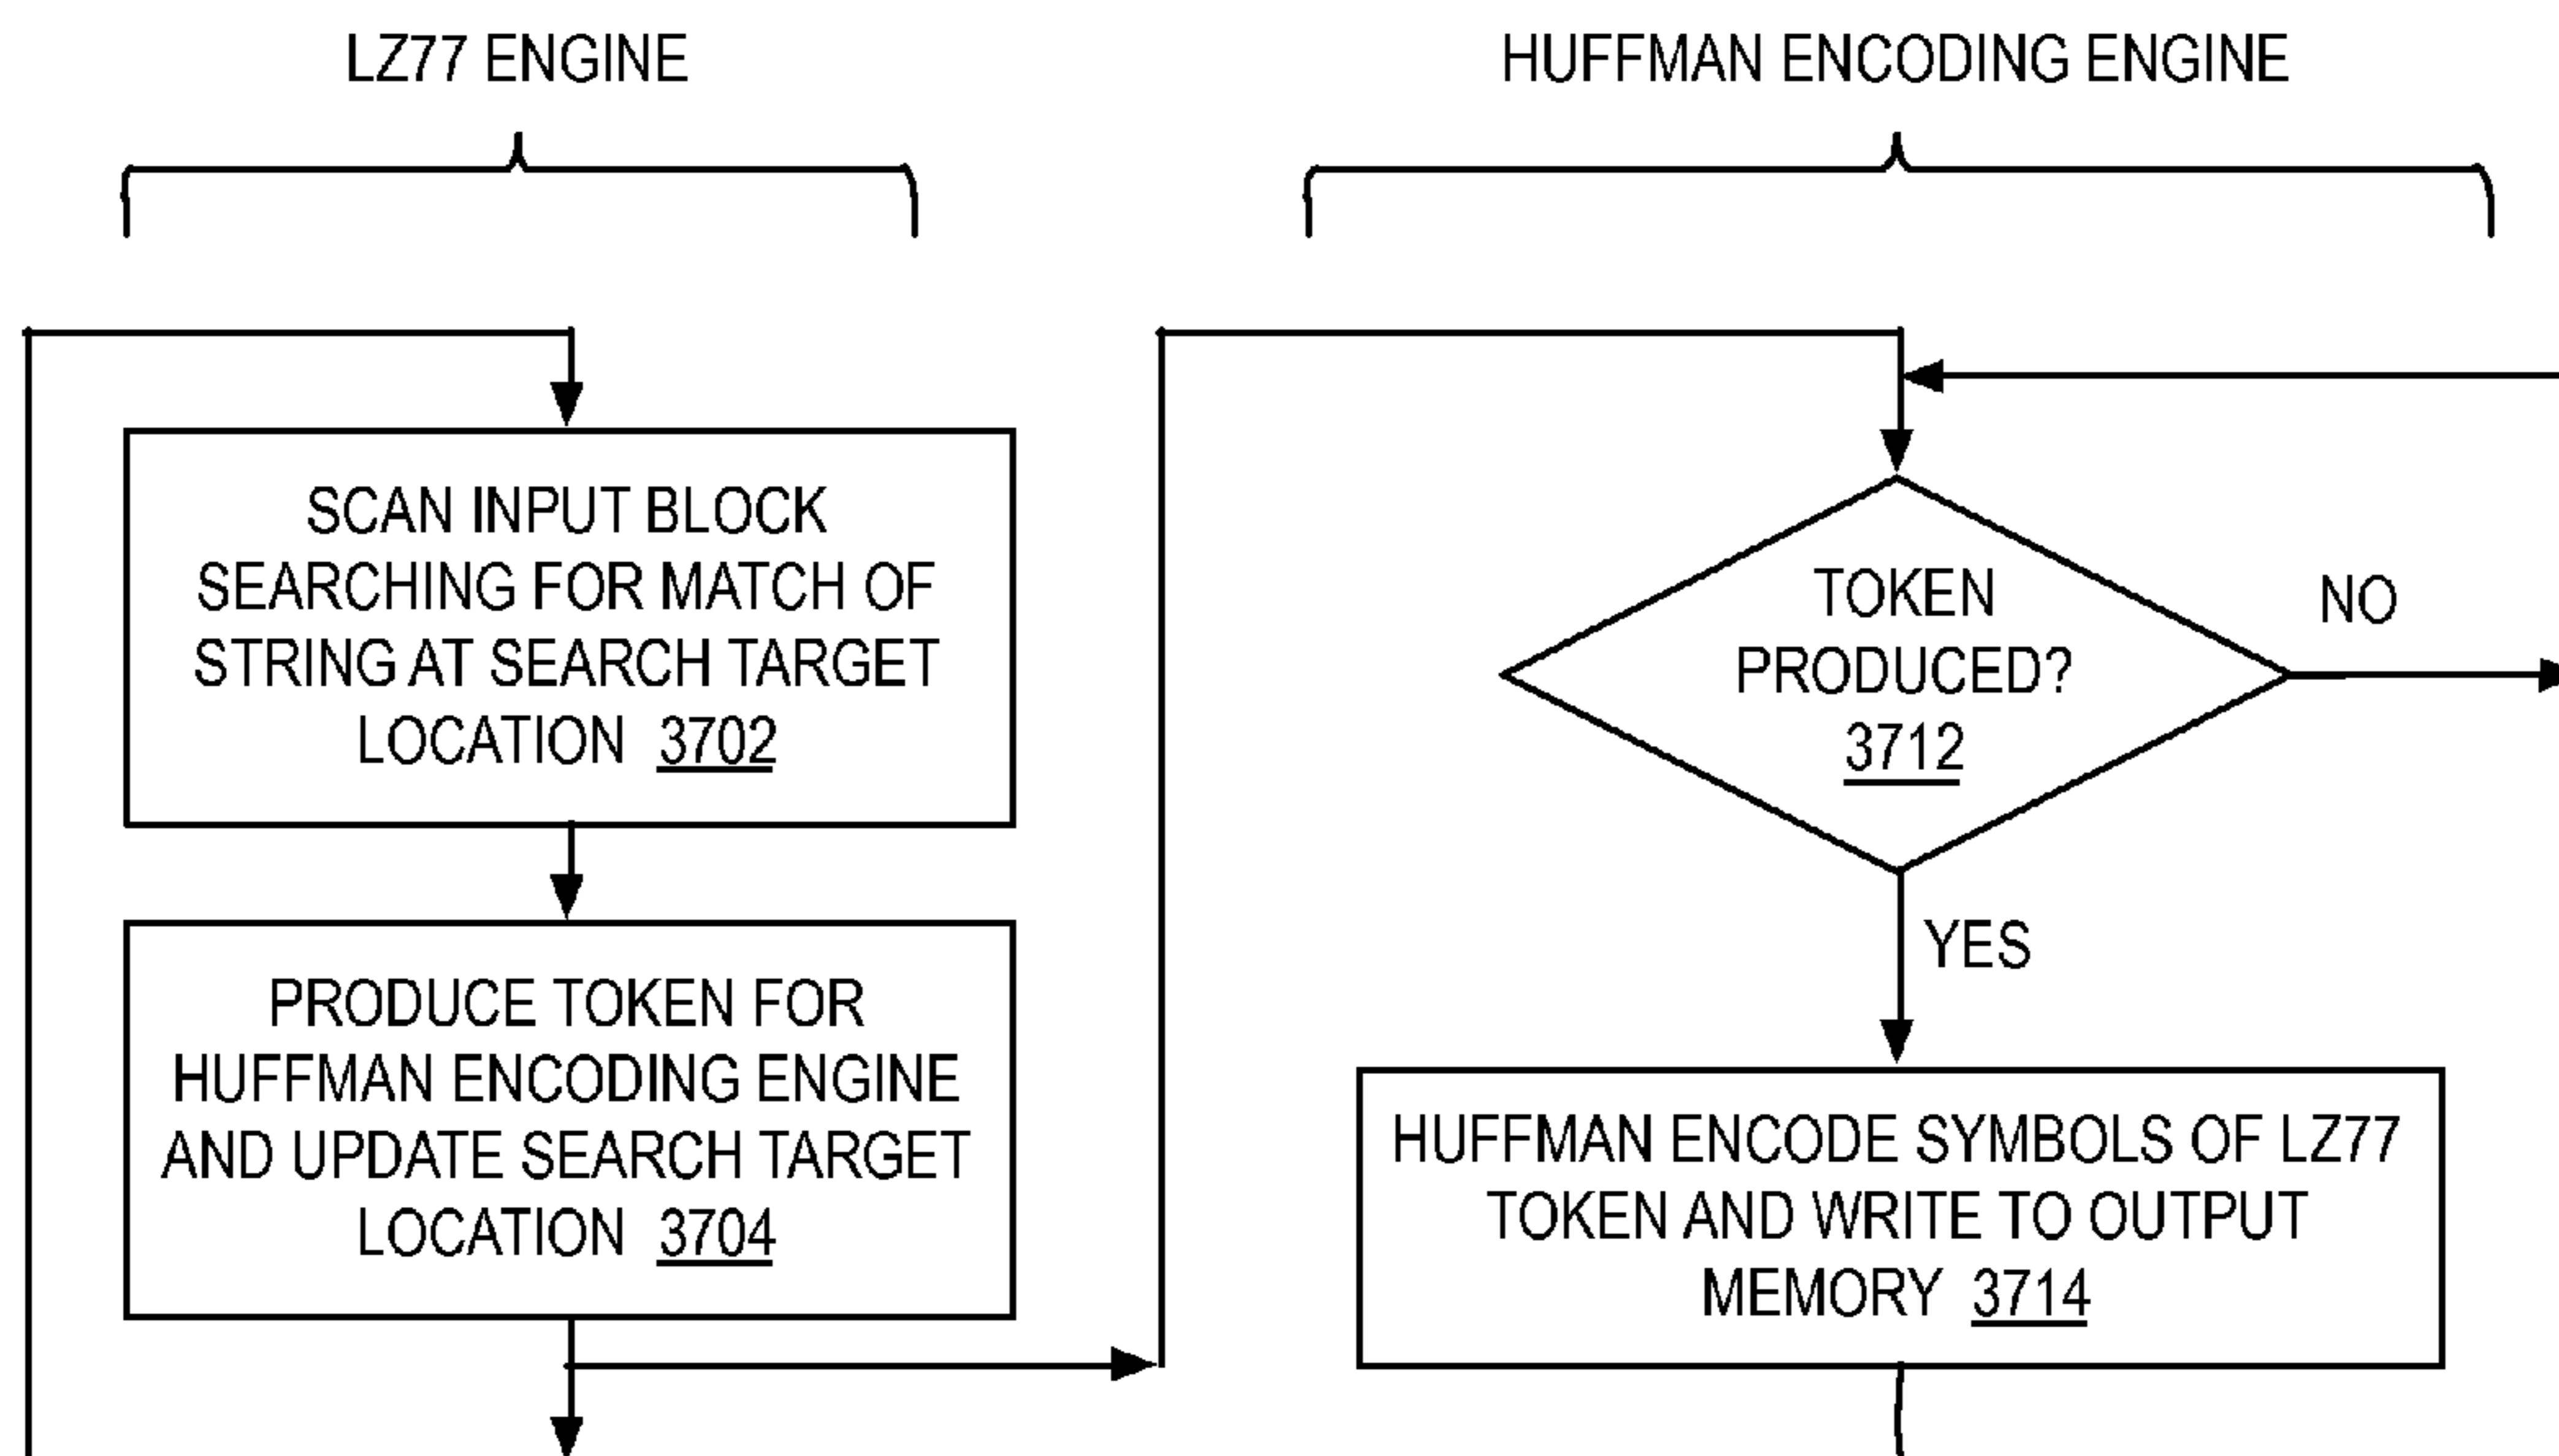 LZ77 ENGINE
HUFFMAN ENCODING ENGINE
SCAN INPUT BLOCK
SEARCHING FOR MATCH OF
STRING AT SEARCH TARGET
LOCATION 3702
PRODUCE TOKEN FOR
HUFFMAN ENCODING ENGINE
AND UPDATE SEARCH TARGET
LOCATION 3704
TOKEN
PRODUCED?
3712
NO
YES
HUFFMAN ENCODE SYMBOLS OF LZ77
TOKEN AND WRITE TO OUTPUT
MEMORY 3714